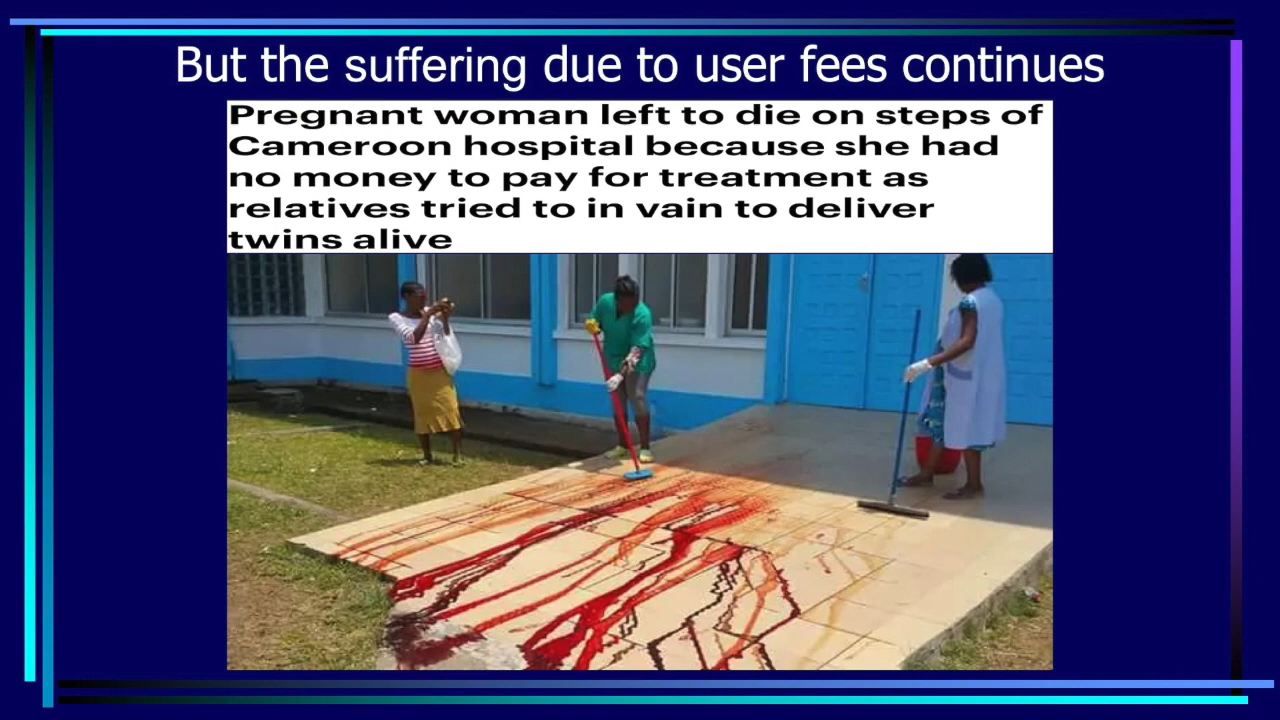 But the suffering due to user fees continues
Pregnant woman left to die on steps of
Cameroon hospital because she had
no money to pay for treatment as
relatives tried to in vain to deliver
twins alive